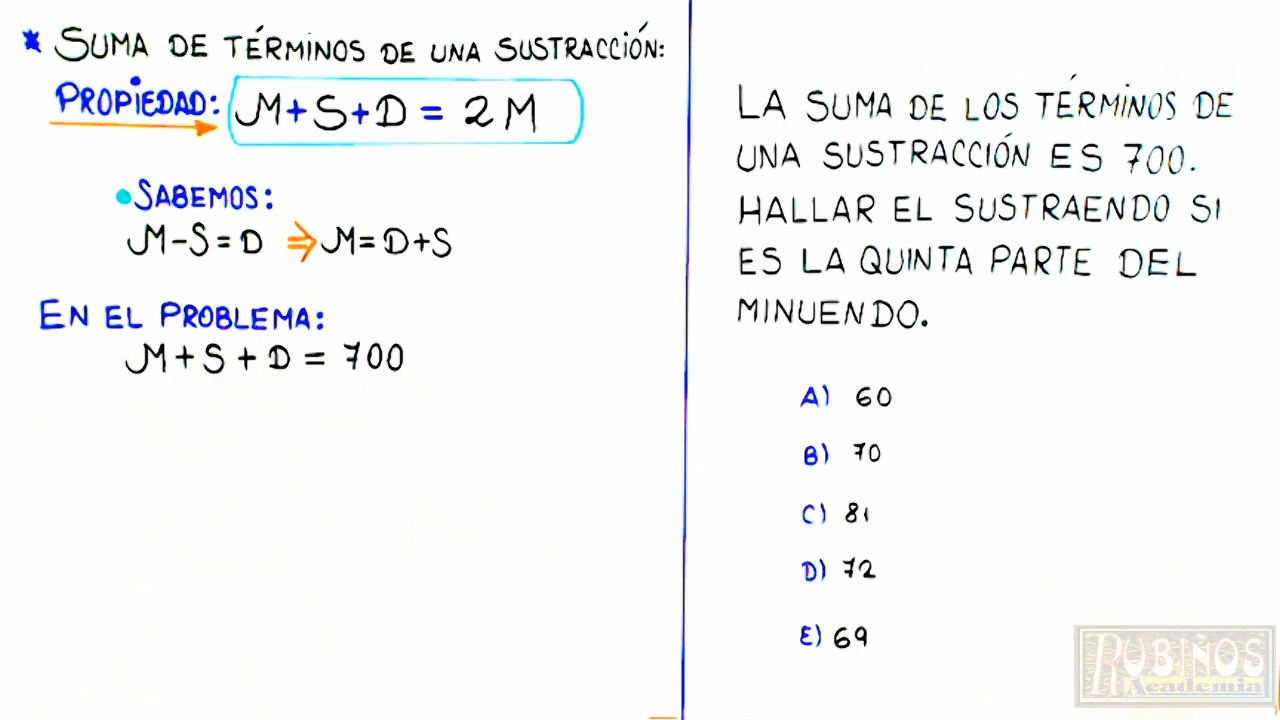 * SUMA DE TÉRMINOS DE UNA SUSTRACCIÓN:
PROPIEDAD: M+S+D = 2M
• SABEMOS:
M-S=D ⇒ M=D+S
EN EL PROBLEMA:
M+S+D = 700
LA SUMA DE LOS TÉRMINOS DE
UNA SUSTRACCIÓN ES 700.
HALLAR EL SUSTRAENDO SI
ES LA QUINTA PARTE DEL
MINUENDO.
A) 60
B) 70
C) 81
D) 72
E) 69
RUBIÑOS
Academia